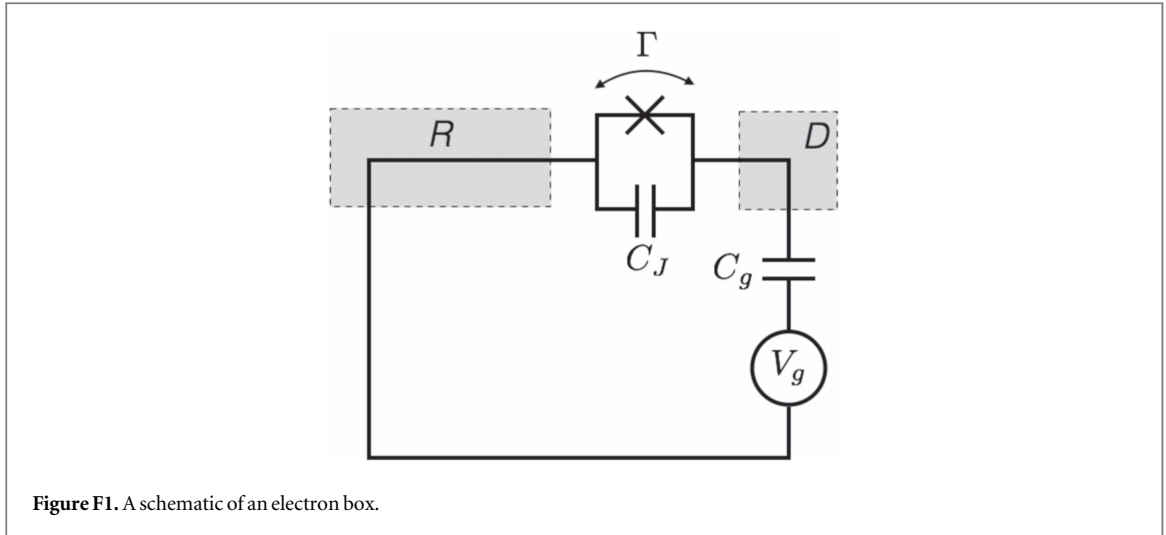 Γ
R
D
C_J
C_g
V_g
Figure F1. A schematic of an electron box.